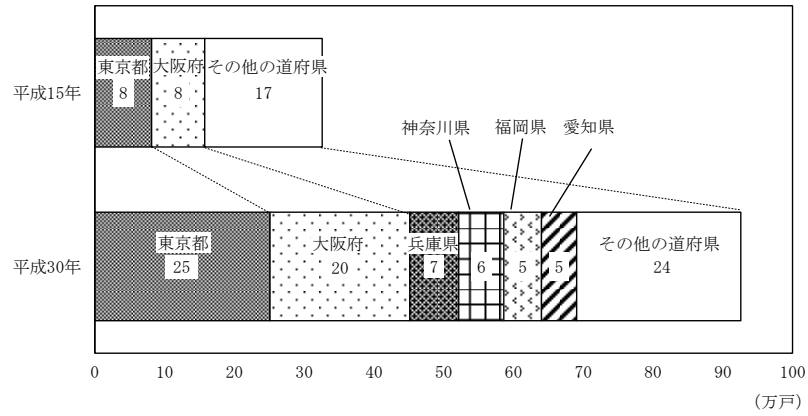 平成15年
東京都
8
大阪府
8
その他の道府県
17
神奈川県
福岡県
愛知県
平成30年
東京都
25
大阪府
20
兵庫県
7
6
5
5
その他の道府県
24
0 10 20 30 40 50 60 70 80 90 100
(万戸)